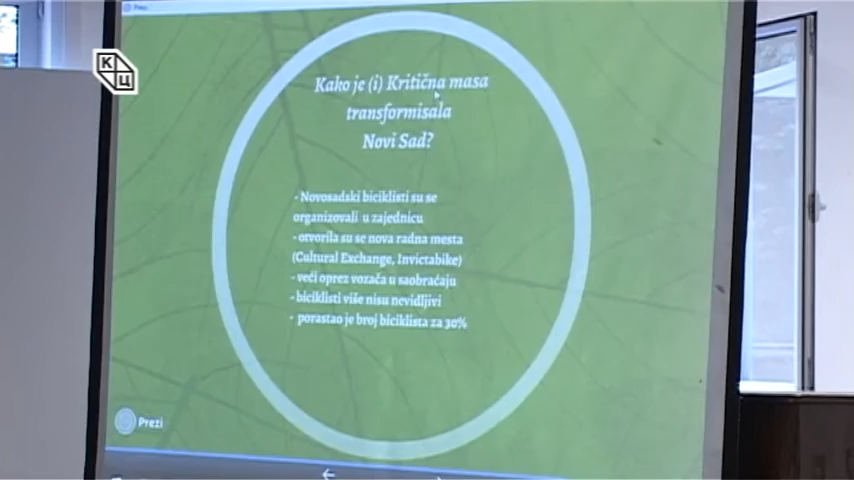 Prezi
К
Ц
Kako je (i) Kritična masa
transformisala
Novi Sad?
- Novosadski biciklisti su se
organizovali u zajednicu
- otvorila su se nova radna mesta
(Cultural Exchange, Invictabike)
- veći oprez vozača u saobraćaju
- biciklisti više nisu nevidljivi
- porastao je broj biciklista za 30%
Prezi